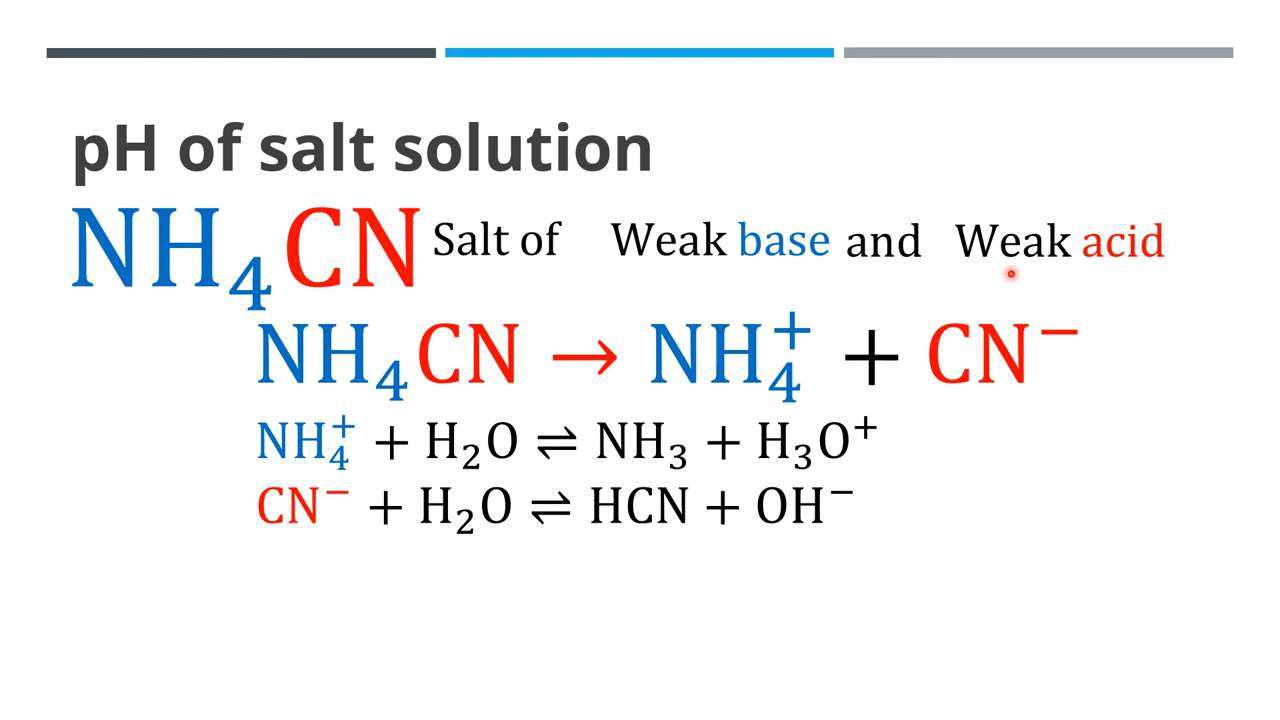 pH of salt solution
NH₄CN Salt of Weak base and Weak acid
NH₄CN → NH₄⁺ + CN⁻
NH₄⁺ + H₂O ⇌ NH₃ + H₃O⁺
CN⁻ + H₂O ⇌ HCN + OH⁻